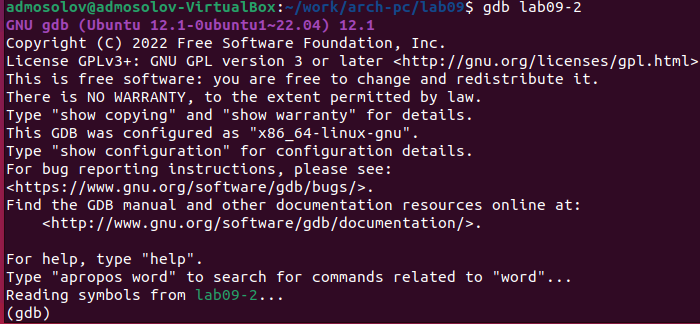 admosolov@admosolov-VirtualBox:~/work/arch-pc/lab09$ gdb lab09-2
GNU gdb (Ubuntu 12.1-0ubuntu1~22.04) 12.1
Copyright (C) 2022 Free Software Foundation, Inc.
License GPLv3+: GNU GPL version 3 or later <http://gnu.org/licenses/gpl.html>
This is free software: you are free to change and redistribute it.
There is NO WARRANTY, to the extent permitted by law.
Type "show copying" and "show warranty" for details.
This GDB was configured as "x86_64-linux-gnu".
Type "show configuration" for configuration details.
For bug reporting instructions, please see:
<https://www.gnu.org/software/gdb/bugs/>.
Find the GDB manual and other documentation resources online at:
    <http://www.gnu.org/software/gdb/documentation/>.

For help, type "help".
Type "apropos word" to search for commands related to "word"...
Reading symbols from lab09-2...
(gdb)